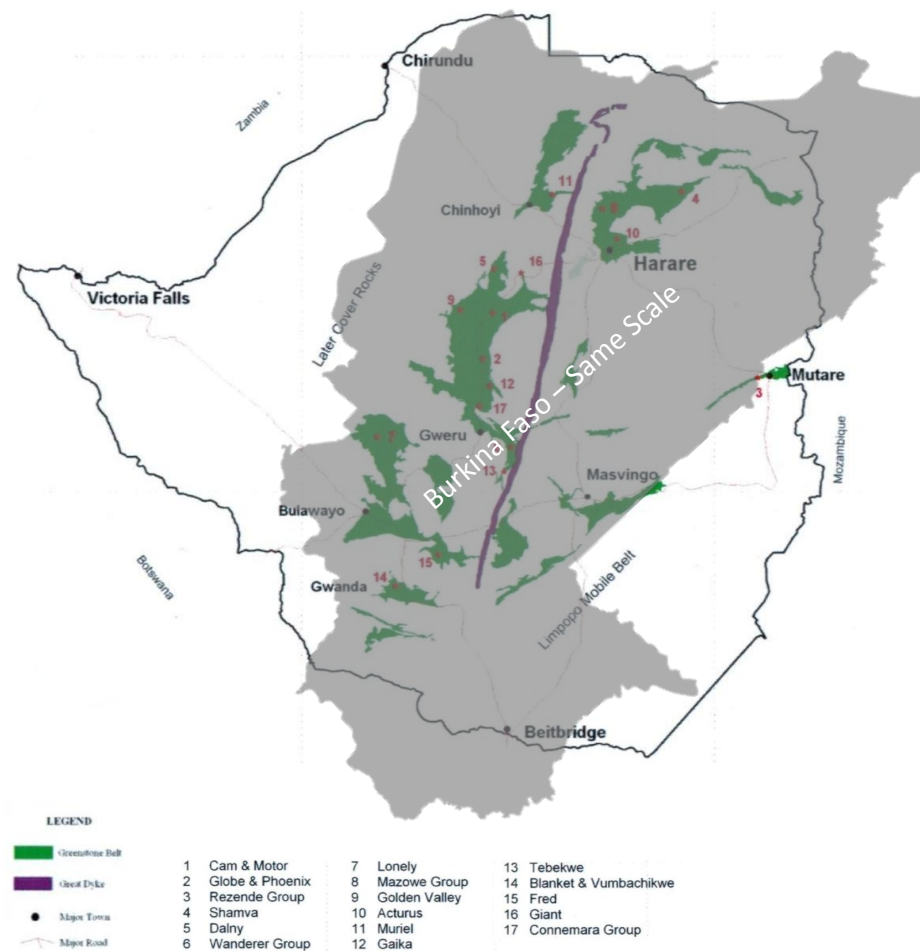 Chirundu
Zambia
11
Chinhoyi
4
8
10
5
16
Harare
Victoria Falls
Later Cover Rocks
9
1
Burkina Faso – Same Scale
2
Mutare
3
12
17
Gweru
7
Mozambique
13
Masvingo
Bulawayo
15
Botswana
14
Gwanda
Limpopo Mobile Belt
Beitbridge
LEGEND
Greenstone Belt
Great Dyke
Major Town
Major Road
1 Cam & Motor
2 Globe & Phoenix
3 Rezende Group
4 Shamva
5 Dalny
6 Wanderer Group
7 Lonely
8 Mazowe Group
9 Golden Valley
10 Acturus
11 Muriel
12 Gaika
13 Tebekwe
14 Blanket & Vumbachikwe
15 Fred
16 Giant
17 Connemara Group